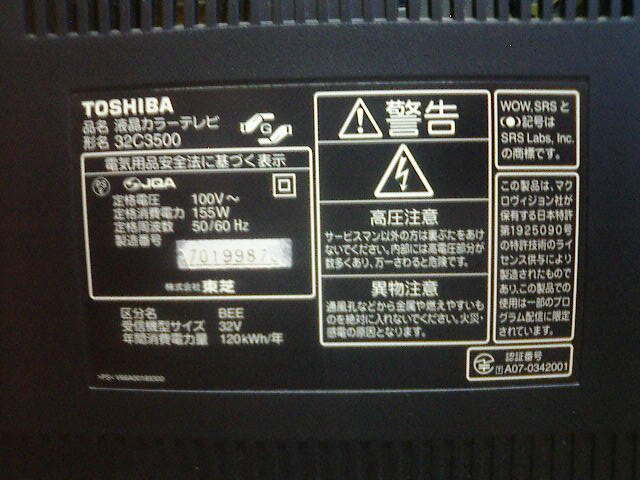 TOSHIBA
品名 液晶カラーテレビ
形名 32C3500
電気用品安全法に基づく表示
PS E JQA
定格電圧 100V～
定格消費電力 155W
定格周波数 50/60 Hz
製造番号
7019987
株式会社 東芝
区分名 BEE
受信機型サイズ 32V
年間消費電力量 120kWh/年
警告
高圧注意
サービスマン以外の方は裏ぶたをあけ
ないでください。内部には高電圧部分が
数多くあり、万一さわると危険です。
異物注意
通風孔などから金属や燃えやすいも
のを絶対に入れないでください。火災・
感電の原因となります。
WOW, SRS と
(●)記号は
SRS Labs, Inc.
の商標です。
この製品は、マク
ロヴィジョン社が
保有する日本特許
第1925090号
の特許技術のライ
センス供与により
製造されたもので
あり、この製品での
使用は一部のプロ
グラム配信に限定
されます。
認証番号
T A07-0342001